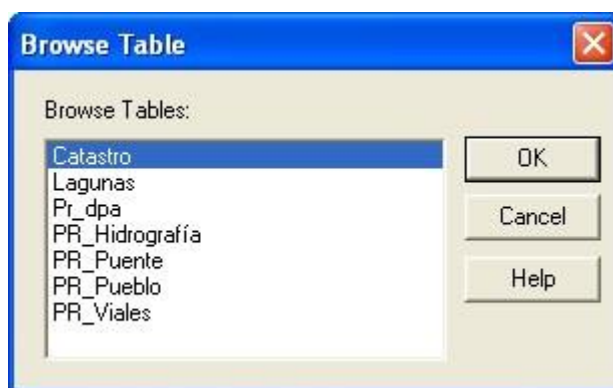 Browse Table
Browse Tables:
Catastro
Lagunas
Pr_dpa
PR_Hidrografía
PR_Puente
PR_Pueblo
PR_Viales
OK
Cancel
Help